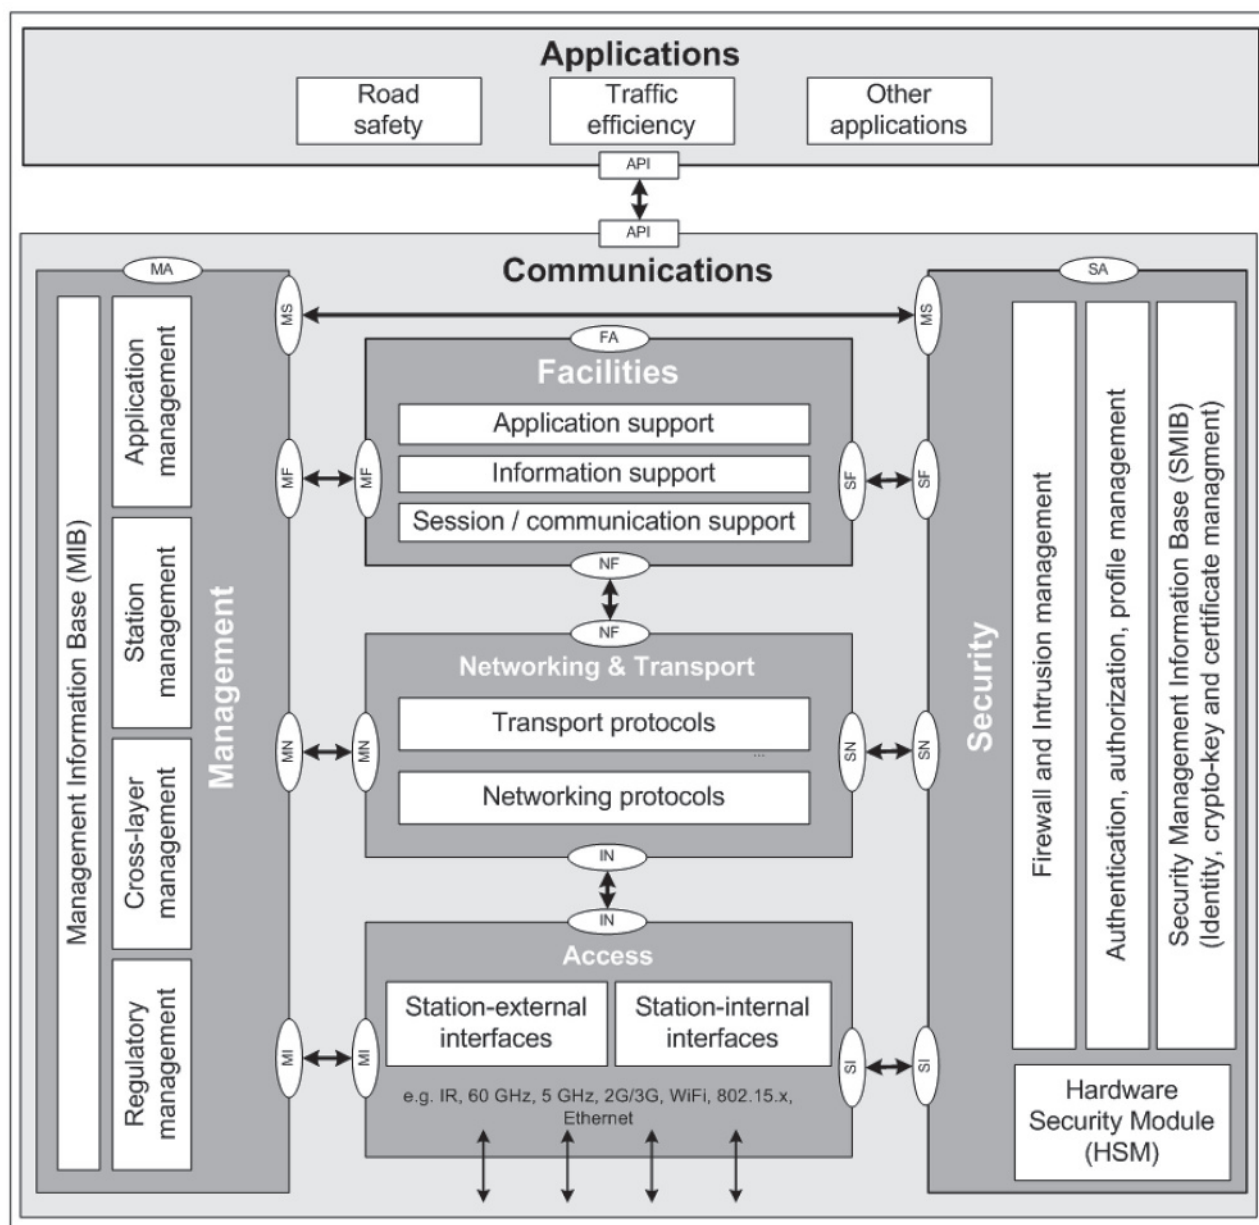 Applications
Road
safety
Traffic
efficiency
Other
applications
API
API
Communications
MA
Management Information Base (MIB)
Application
management
Station
management
Cross-layer
management
Regulatory
management
Management
MS
MS
MF
MF
MN
MN
MI
MI
FA
Facilities
Application support
Information support
Session / communication support
NF
NF
Networking & Transport
Transport protocols
...
Networking protocols
IN
IN
Access
Station-external
interfaces
Station-internal
interfaces
e.g. IR, 60 GHz, 5 GHz, 2G/3G, WiFi, 802.15.x,
Ethernet
SF
SF
SN
SN
SI
SI
SA
Security
Firewall and Intrusion management
Authentication, authorization, profile management
Security Management Information Base (SMIB)
(Identity, crypto-key and certificate managment)
Hardware
Security Module
(HSM)